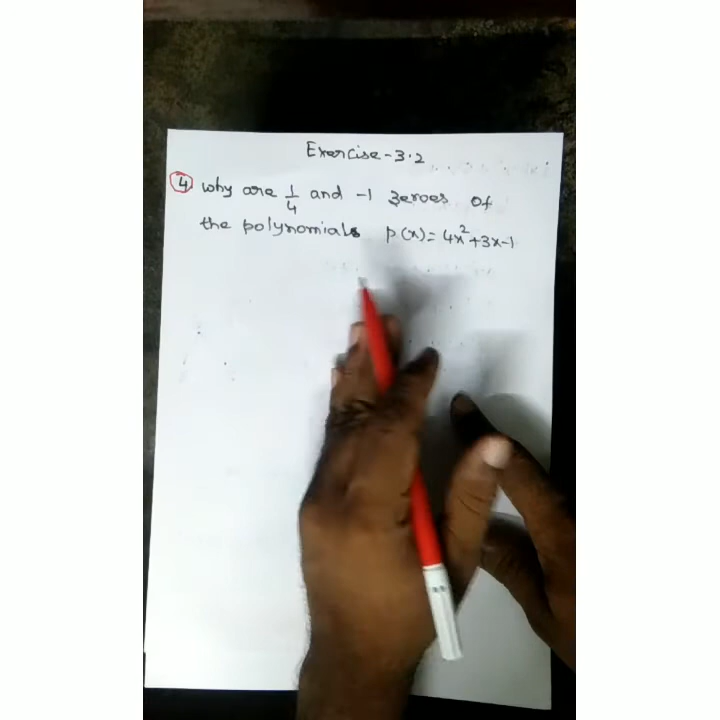 Exercise-3.2
4 why are 1/4 and -1 zeroes of
the polynomials p(x)= 4x²+3x-1